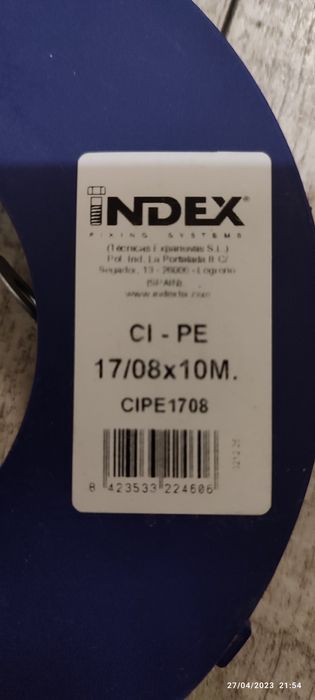 INDEX®
FIXING SYSTEMS
(Técnicas Expansivas S.L.)
Pol. Ind. La Portalada II C/
Segador, 13 - 26006 - Logroño
(SPAIN)
www.indexfix.com
CI - PE
17/08x10M.
CIPE1708
8 423533 224606
27/04/2023 21:54